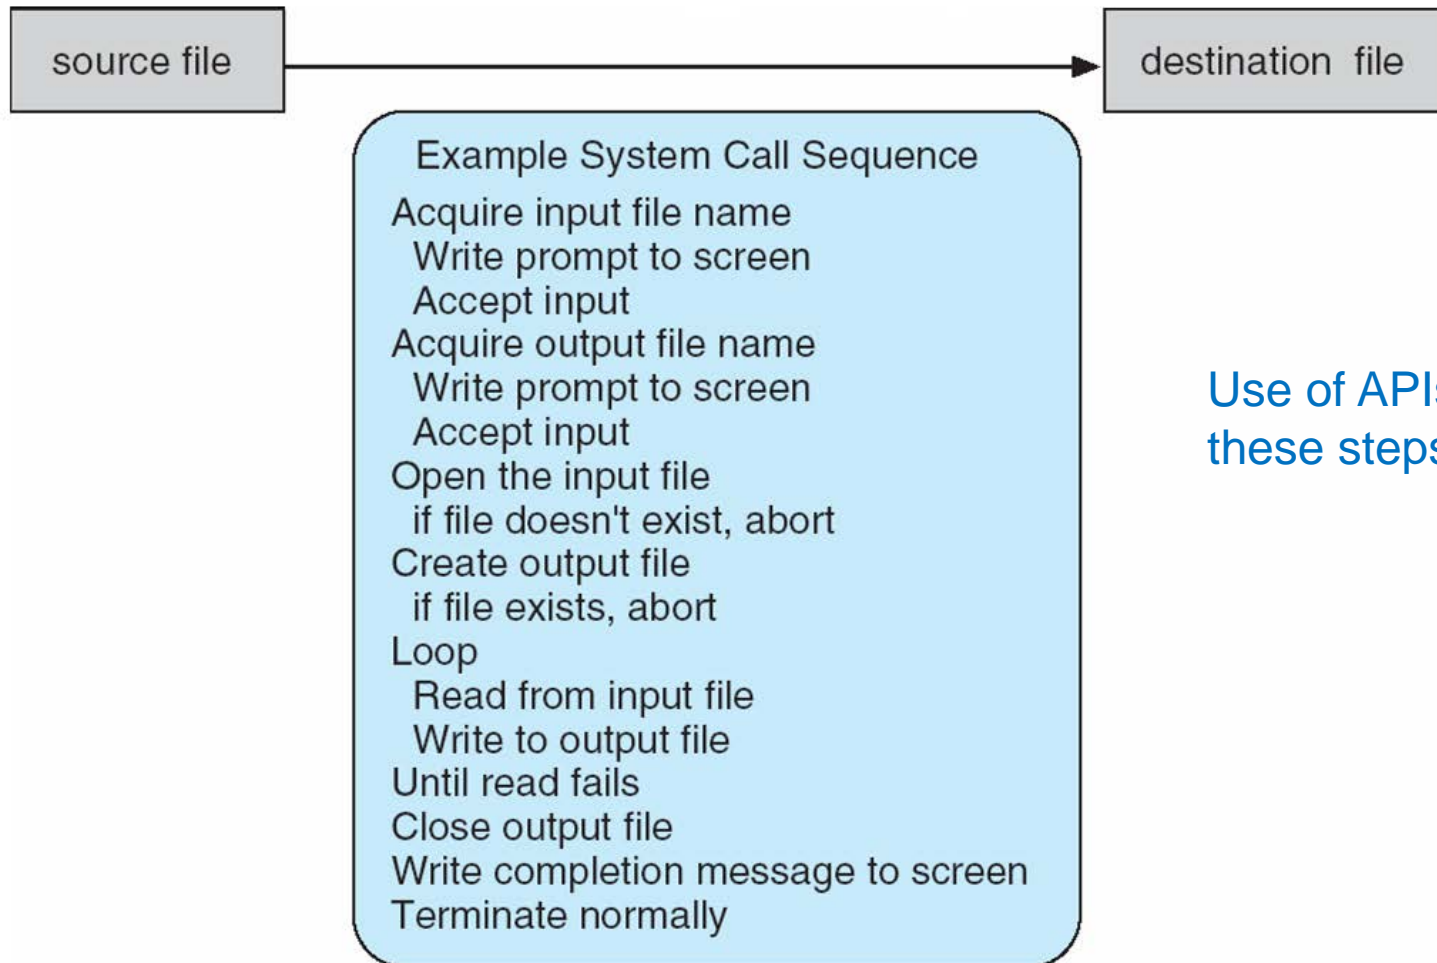 source file
destination file
Example System Call Sequence
Acquire input file name
Write prompt to screen
Accept input
Acquire output file name
Write prompt to screen
Accept input
Open the input file
if file doesn't exist, abort
Create output file
if file exists, abort
Loop
Read from input file
Write to output file
Until read fails
Close output file
Write completion message to screen
Terminate normally
Use of APIs
these steps